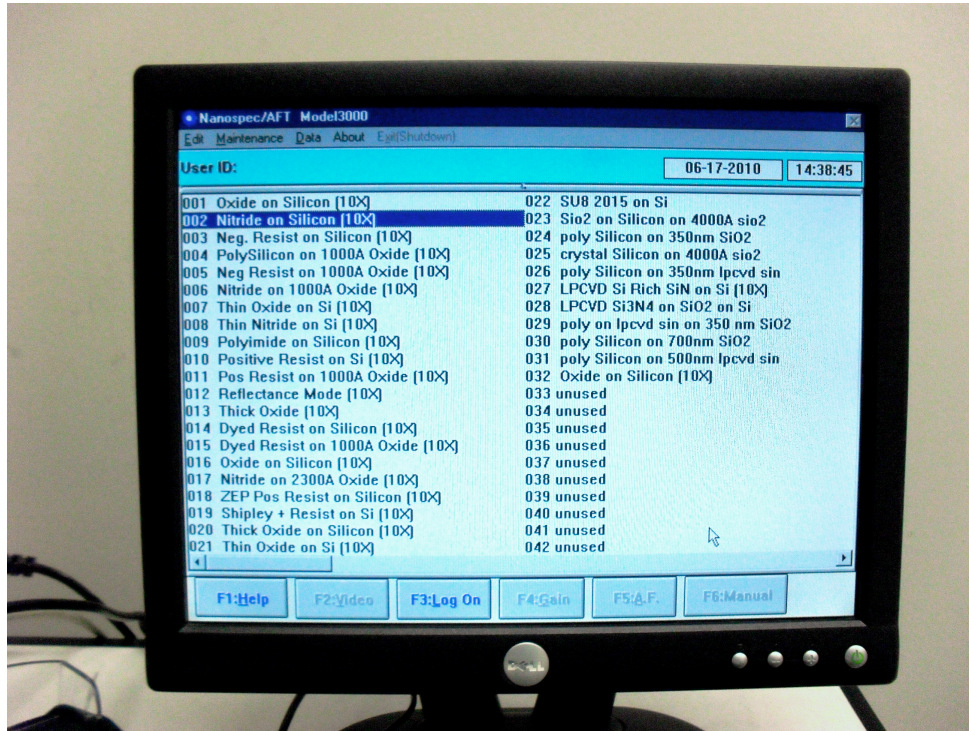 Nanospec/AFT Model3000
Edit Maintenance Data About Exit(Shutdown)
User ID:
06-17-2010 14:38:45
001 Oxide on Silicon (10X)
002 Nitride on Silicon (10X)
003 Neg. Resist on Silicon (10X)
004 PolySilicon on 1000A Oxide (10X)
005 Neg Resist on 1000A Oxide (10X)
006 Nitride on 1000A Oxide (10X)
007 Thin Oxide on Si (10X)
008 Thin Nitride on Si (10X)
009 Polyimide on Silicon (10X)
010 Positive Resist on Si (10X)
011 Pos Resist on 1000A Oxide (10X)
012 Reflectance Mode (10X)
013 Thick Oxide (10X)
014 Dyed Resist on Silicon (10X)
015 Dyed Resist on 1000A Oxide (10X)
016 Oxide on Silicon (10X)
017 Nitride on 2300A Oxide (10X)
018 ZEP Pos Resist on Silicon (10X)
019 Shipley + Resist on Si (10X)
020 Thick Oxide on Silicon (10X)
021 Thin Oxide on Si (10X)
022 SU8 2015 on Si
023 Sio2 on Silicon on 4000A sio2
024 poly Silicon on 350nm SiO2
025 crystal Silicon on 4000A sio2
026 poly Silicon on 350nm lpcvd sin
027 LPCVD Si Rich SiN on Si (10X)
028 LPCVD Si3N4 on SiO2 on Si
029 poly on lpcvd sin on 350 nm SiO2
030 poly Silicon on 700nm SiO2
031 poly Silicon on 500nm lpcvd sin
032 Oxide on Silicon (10X)
033 unused
034 unused
035 unused
036 unused
037 unused
038 unused
039 unused
040 unused
041 unused
042 unused
F1:Help F2:Video F3:Log On F4:Gain F5:A.F. F6:Manual
DELL